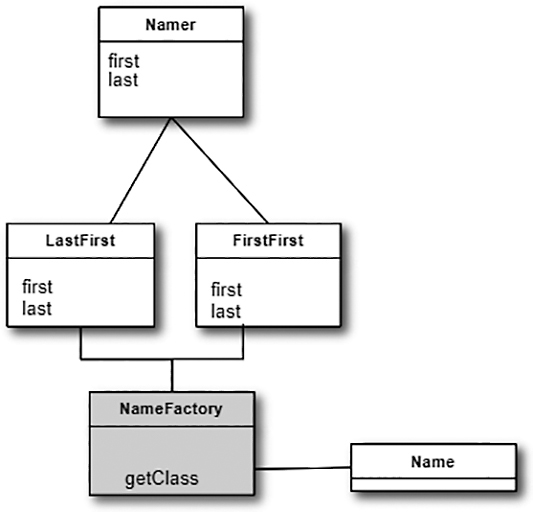 Namer
first
last
LastFirst
first
last
FirstFirst
first
last
NameFactory
getClass
Name